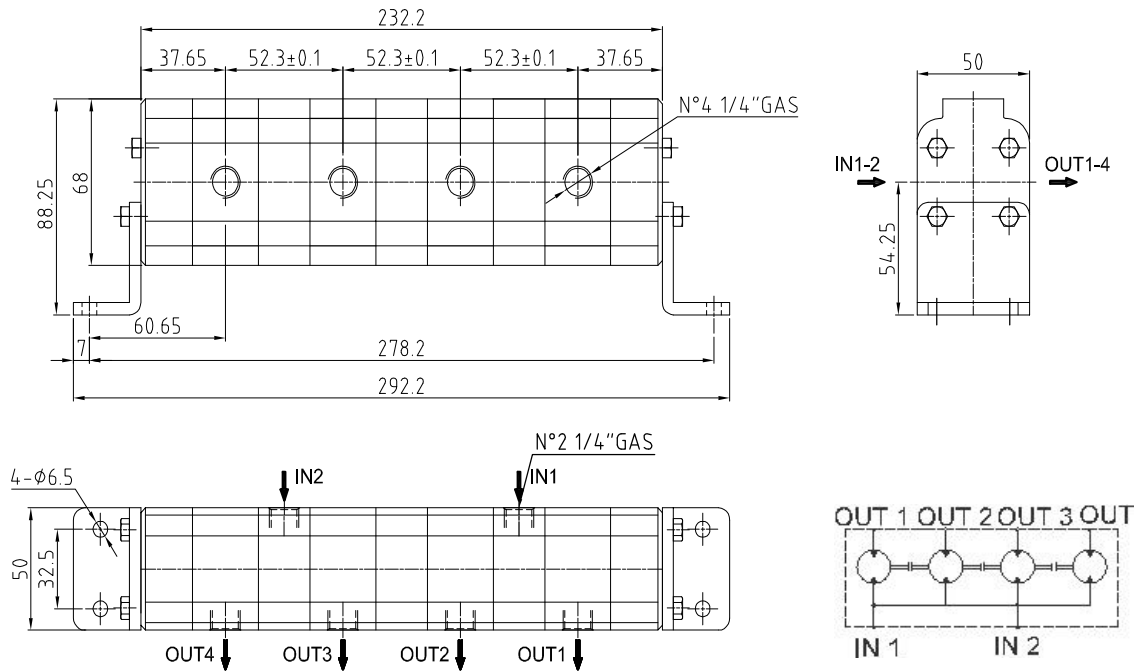 232.2
37.65 52.3±0.1 52.3±0.1 52.3±0.1 37.65
N°4 1/4"GAS
88.25
68
60.65
7
278.2
292.2
50
IN1-2
OUT1-4
54.25
N°2 1/4"GAS
4-Φ6.5
IN2
IN1
50
32.5
OUT4
OUT3
OUT2
OUT1
OUT 1 OUT 2 OUT 3 OUT
IN 1
IN 2